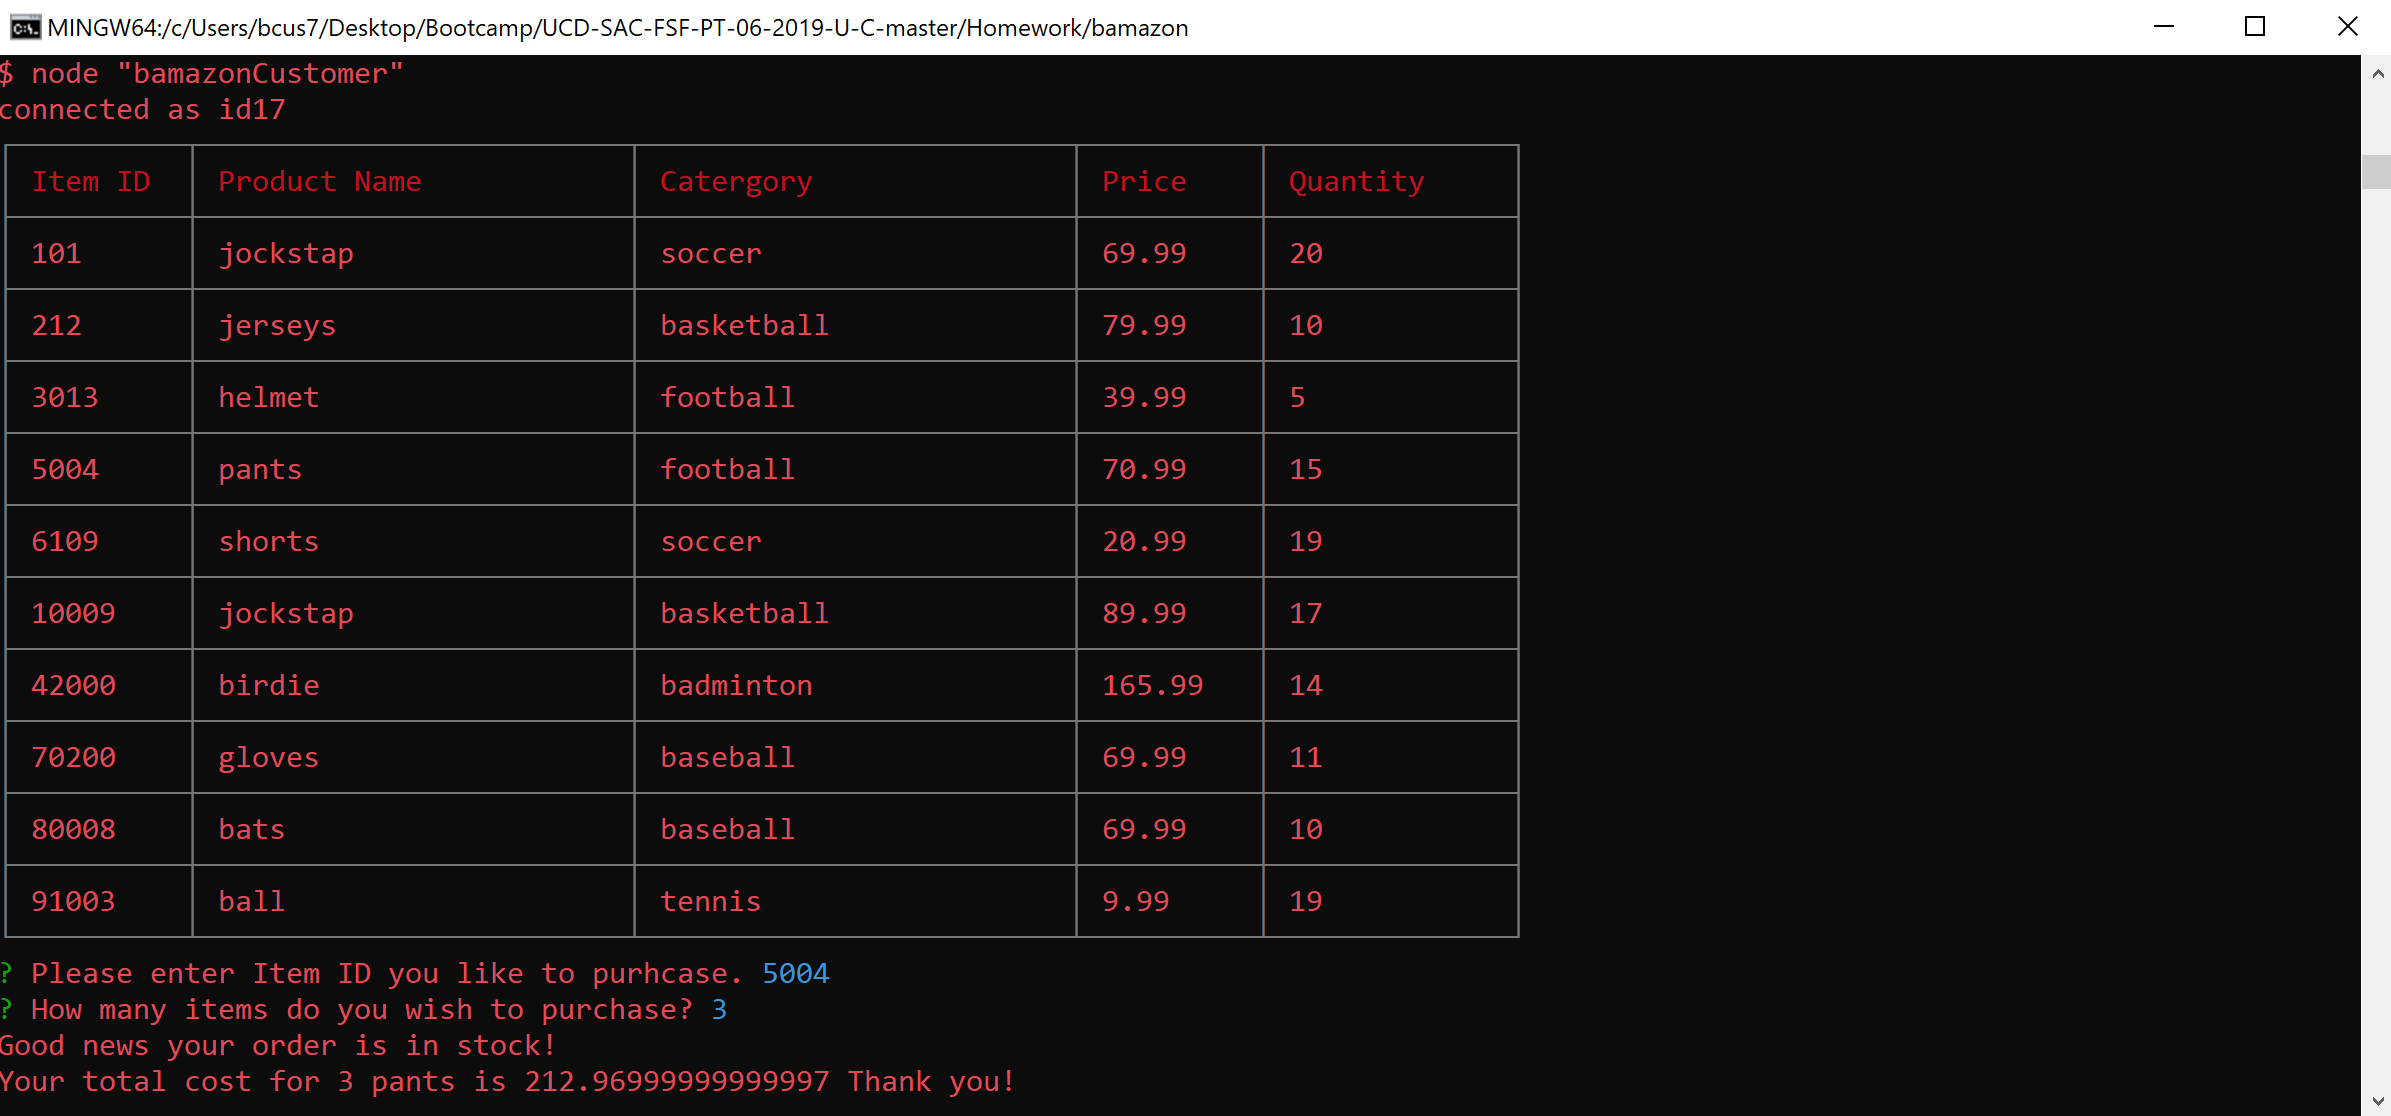 MINGW64:/c/Users/bcus7/Desktop/Bootcamp/UCD-SAC-FSF-PT-06-2019-U-C-master/Homework/bamazon
$ node "bamazonCustomer"
connected as id17
Item ID Product Name Catergory Price Quantity
101 jockstap soccer 69.99 20
212 jerseys basketball 79.99 10
3013 helmet football 39.99 5
5004 pants football 70.99 15
6109 shorts soccer 20.99 19
10009 jockstap basketball 89.99 17
42000 birdie badminton 165.99 14
70200 gloves baseball 69.99 11
80008 bats baseball 69.99 10
91003 ball tennis 9.99 19
? Please enter Item ID you like to purhcase. 5004
? How many items do you wish to purchase? 3
Good news your order is in stock!
Your total cost for 3 pants is 212.96999999999997 Thank you!